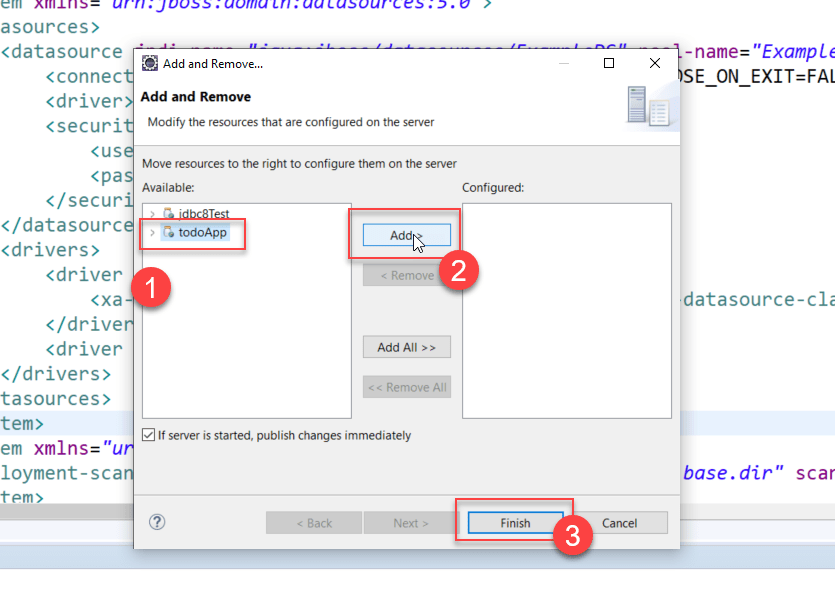 em xmlns="urn:jboss:domain:datasources:5.0">
asources>
<datasource jndi-name="java:jboss/datasources/ExampleDS" pool-name="Example
Add and Remove...
<connect
OSE_ON_EXIT=FAL
Add and Remove
<driver>
Modify the resources that are configured on the server
<securit
<use
Move resources to the right to configure them on the server
<pas
Available:
Configured:
</securi
jdbc8Test
</datasource
todoApp
Add >
<drivers>
<driver
< Remove
1
2
<xa-
-datasource-cla
</driver
<driver
Add All >>
</drivers>
<< Remove All
tasources>
tem>
If server is started, publish changes immediately
em xmlns="ur
loyment-scan
base.dir" scan
tem>
< Back
Next >
Finish
Cancel
3